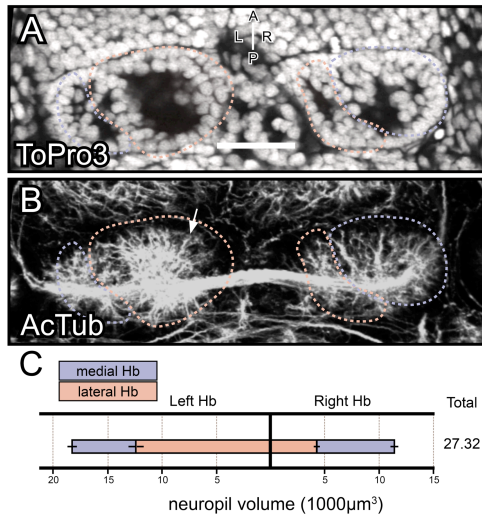 A
A
L R
P
ToPro3
B
AcTub
C
medial Hb
lateral Hb
Left Hb Right Hb Total
27.32
20 15 10 5 5 10 15
neuropil volume (1000µm³)